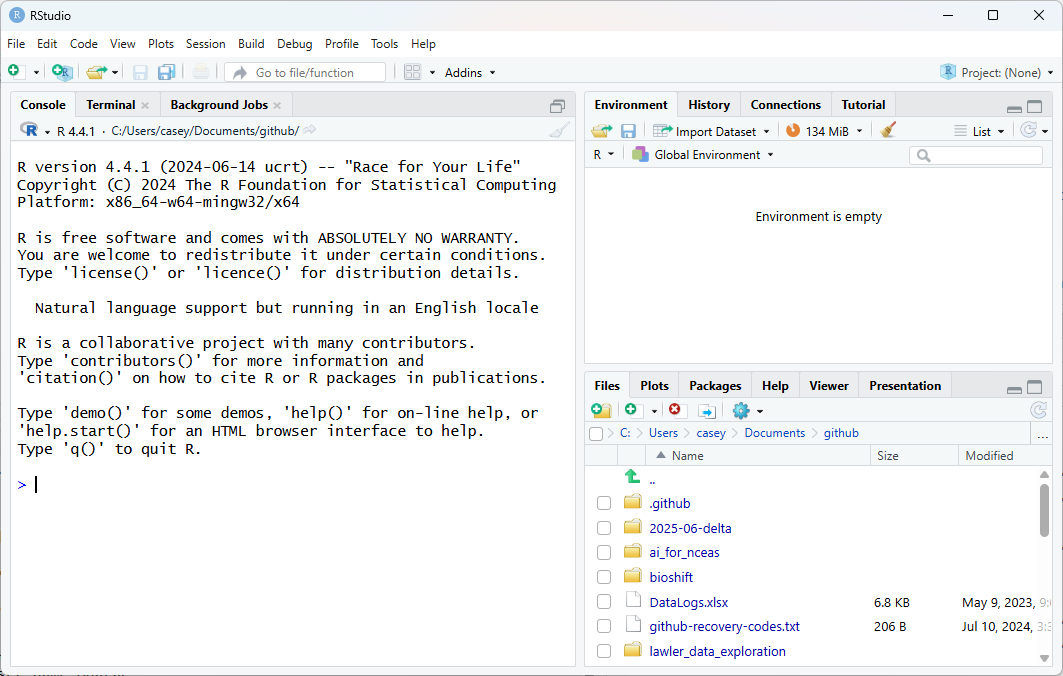 RStudio
File Edit Code View Plots Session Build Debug Profile Tools Help
Go to file/function Addins Project: (None)
Console Terminal Background Jobs
R 4.4.1 · C:/Users/casey/Documents/github/
R version 4.4.1 (2024-06-14 ucrt) -- "Race for Your Life"
Copyright (C) 2024 The R Foundation for Statistical Computing
Platform: x86_64-w64-mingw32/x64
R is free software and comes with ABSOLUTELY NO WARRANTY.
You are welcome to redistribute it under certain conditions.
Type 'license()' or 'licence()' for distribution details.
Natural language support but running in an English locale
R is a collaborative project with many contributors.
Type 'contributors()' for more information and
'citation()' on how to cite R or R packages in publications.
Type 'demo()' for some demos, 'help()' for on-line help, or
'help.start()' for an HTML browser interface to help.
Type 'q()' to quit R.
>
Environment History Connections Tutorial
Import Dataset 134 MiB List
R Global Environment
Environment is empty
Files Plots Packages Help Viewer Presentation
C: Users casey Documents github ...
Name Size Modified
..
.github
2025-06-delta
ai_for_nceas
bioshift
DataLogs.xlsx 6.8 KB May 9, 2023,
github-recovery-codes.txt 206 B Jul 10, 2024,
lawler_data_exploration